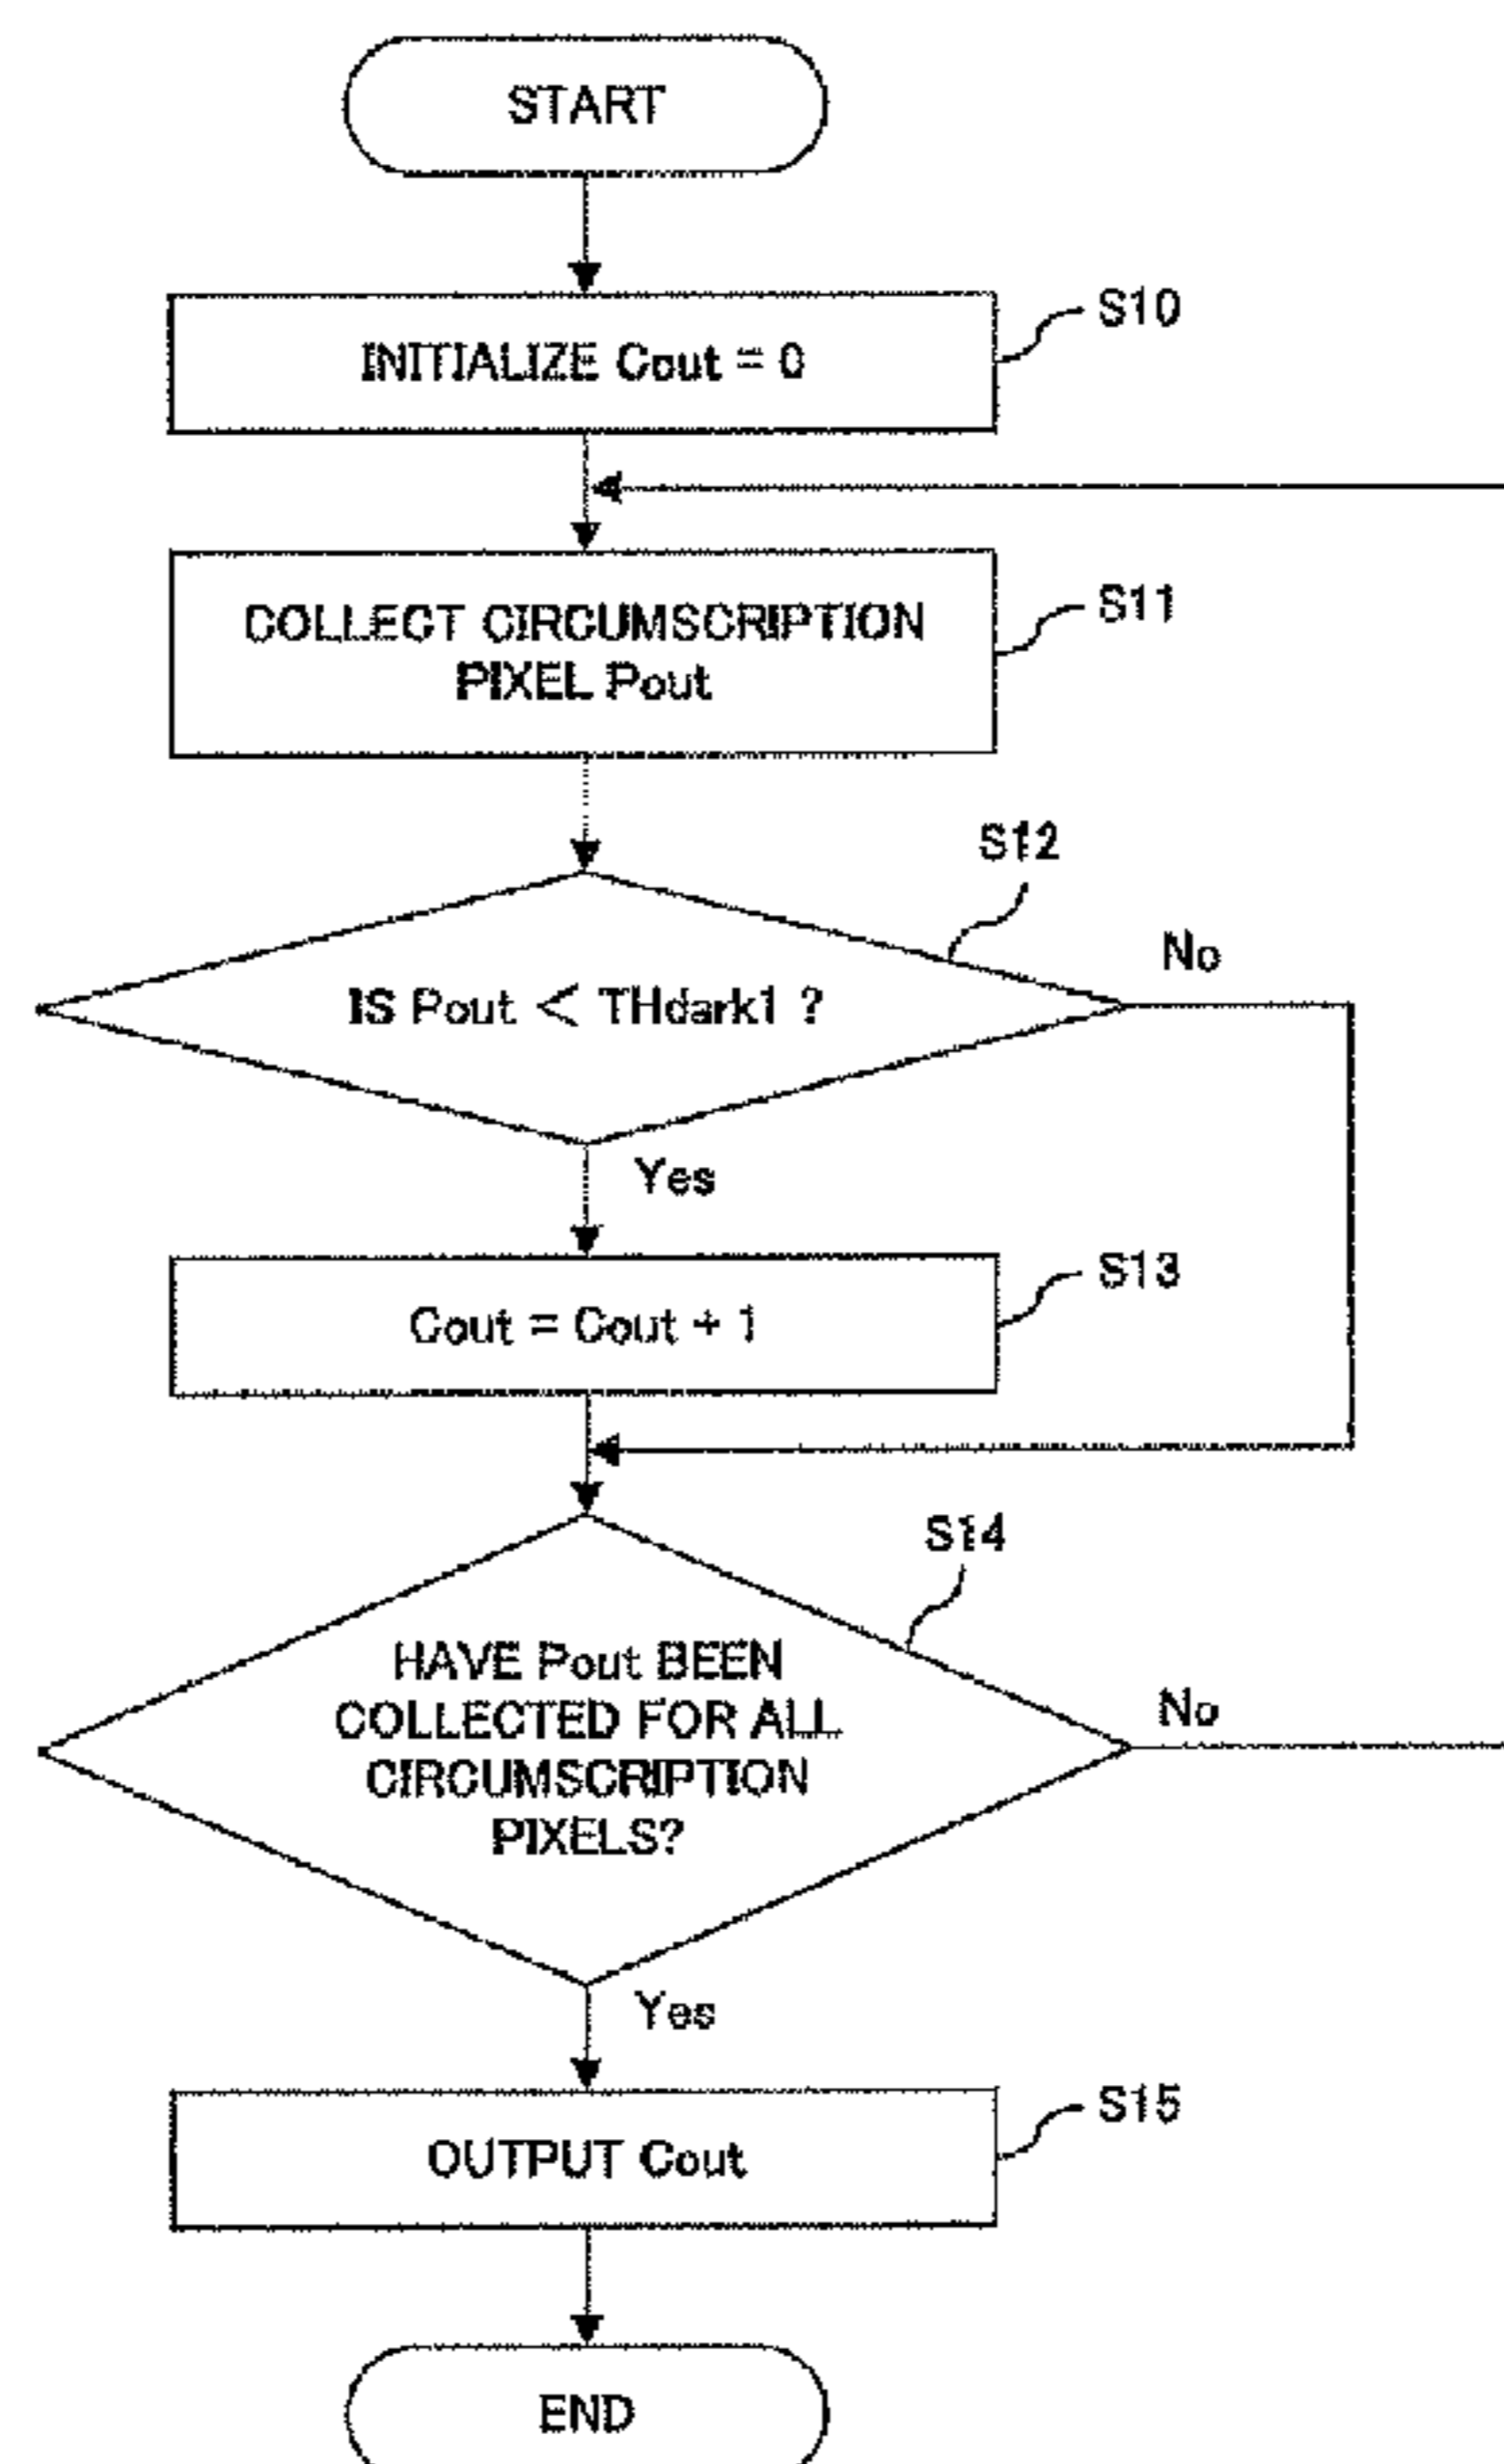 START
INITIALIZE Cout = 0
S10
COLLECT CIRCUMSCRIPTION
PIXEL Pout
S11
S12
IS Pout < THdark1 ?
No
Yes
Cout = Cout + 1
S13
S14
HAVE Pout BEEN
COLLECTED FOR ALL
CIRCUMSCRIPTION
PIXELS?
No
Yes
OUTPUT Cout
S15
END